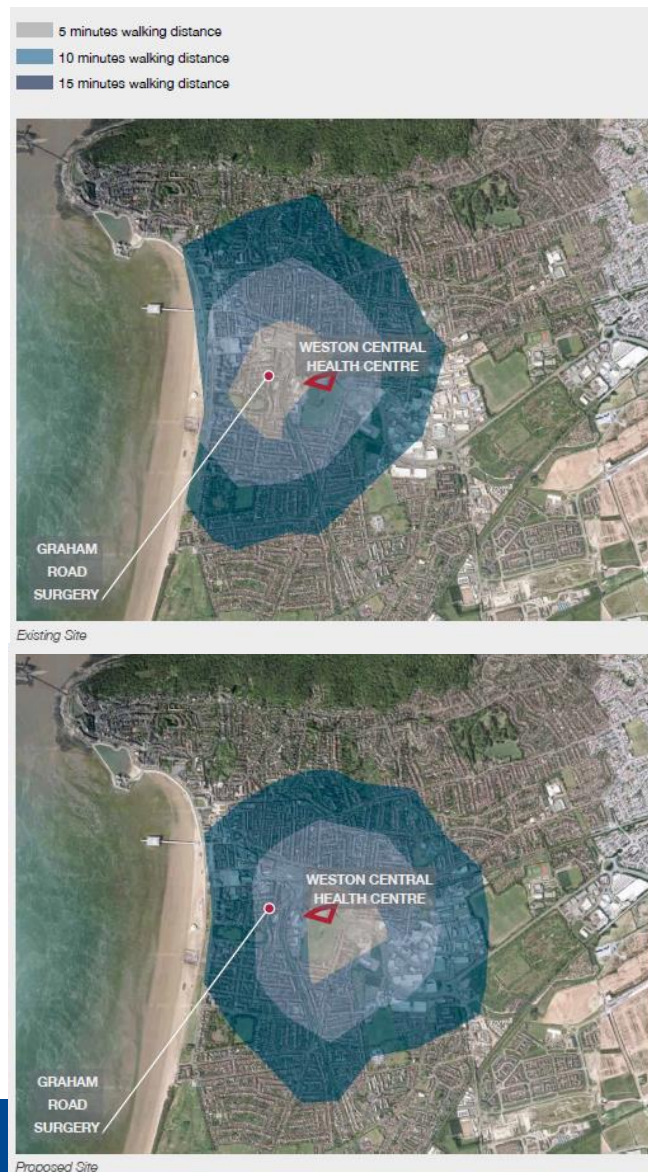 5 minutes walking distance
10 minutes walking distance
15 minutes walking distance
WESTON CENTRAL
HEALTH CENTRE
GRAHAM
ROAD
SURGERY
Existing Site
WESTON CENTRAL
HEALTH CENTRE
GRAHAM
ROAD
SURGERY
Proposed Site